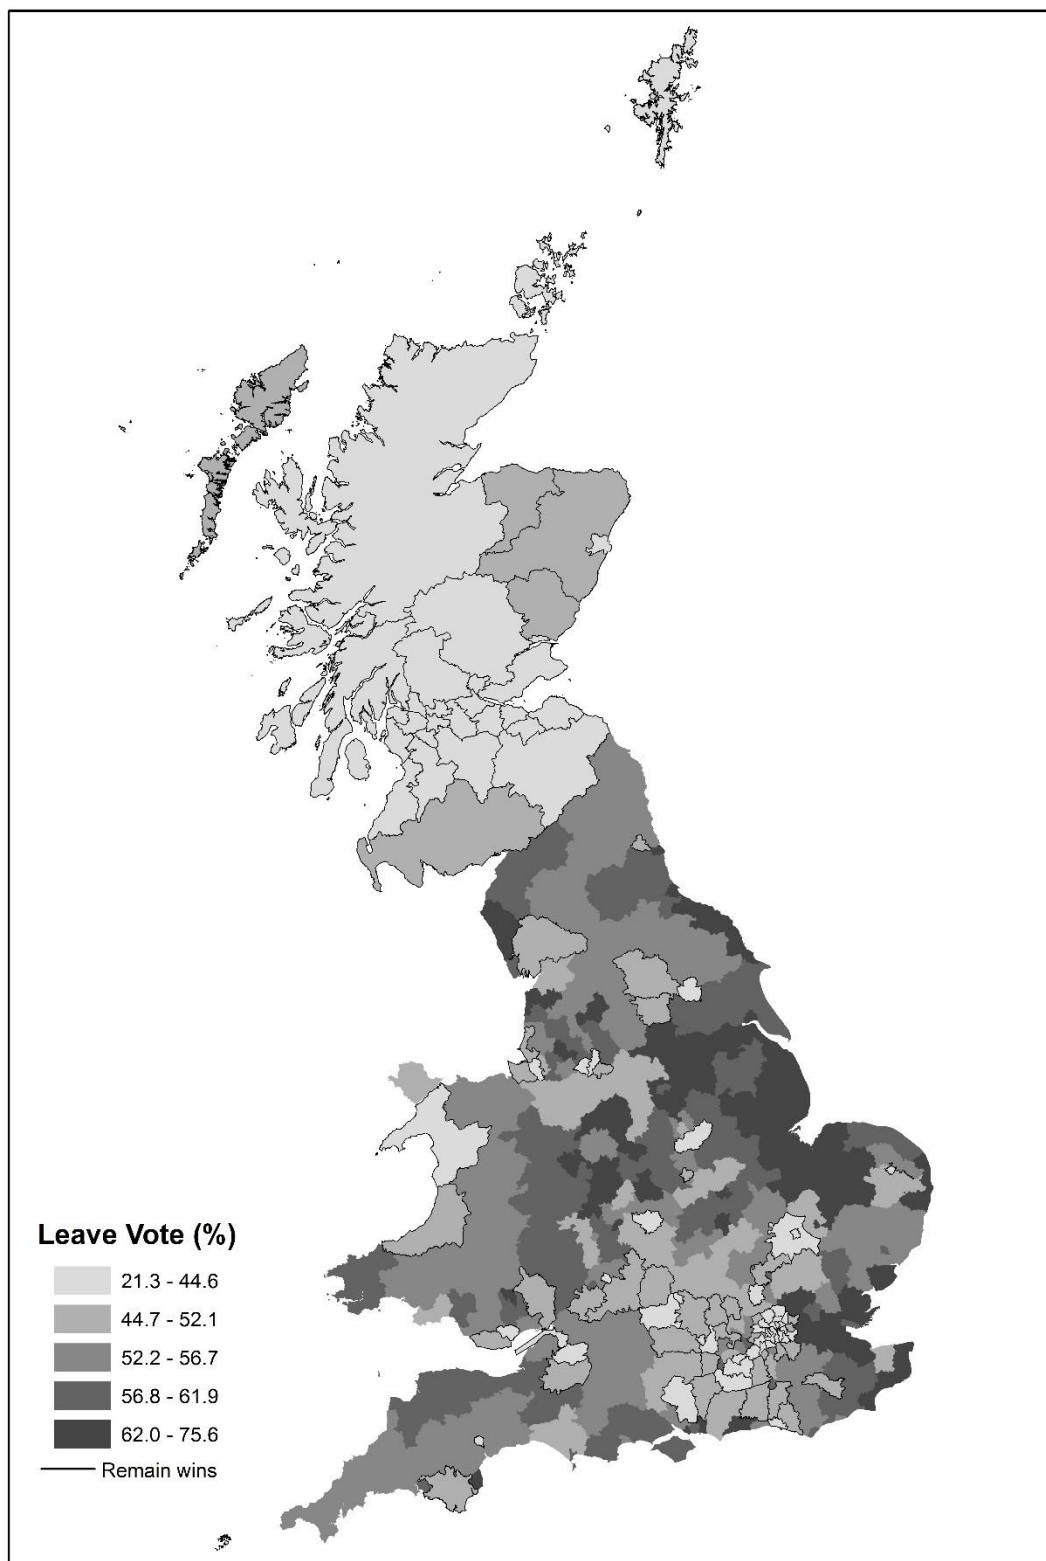 Leave Vote (%)
21.3 - 44.6
44.7 - 52.1
52.2 - 56.7
56.8 - 61.9
62.0 - 75.6
Remain wins